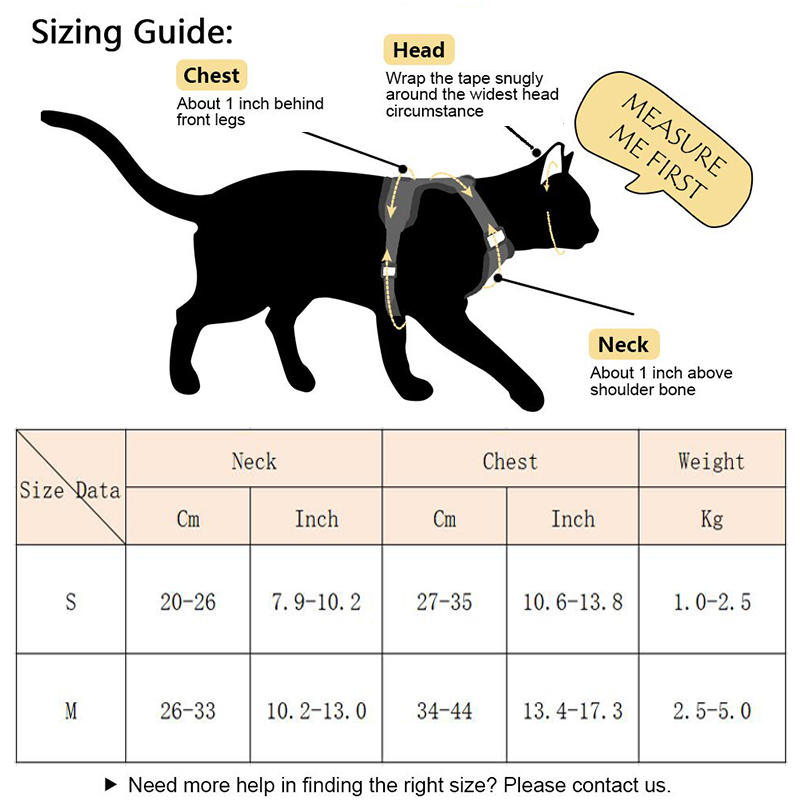 Sizing Guide:
Head
Wrap the tape snugly
around the widest head
circumstance
Chest
About 1 inch behind
front legs
MEASURE
ME FIRST
Neck
About 1 inch above
shoulder bone
Size Data Neck Chest Weight
Cm Inch Cm Inch Kg
S 20-26 7.9-10.2 27-35 10.6-13.8 1.0-2.5
M 26-33 10.2-13.0 34-44 13.4-17.3 2.5-5.0
▶ Need more help in finding the right size? Please contact us.